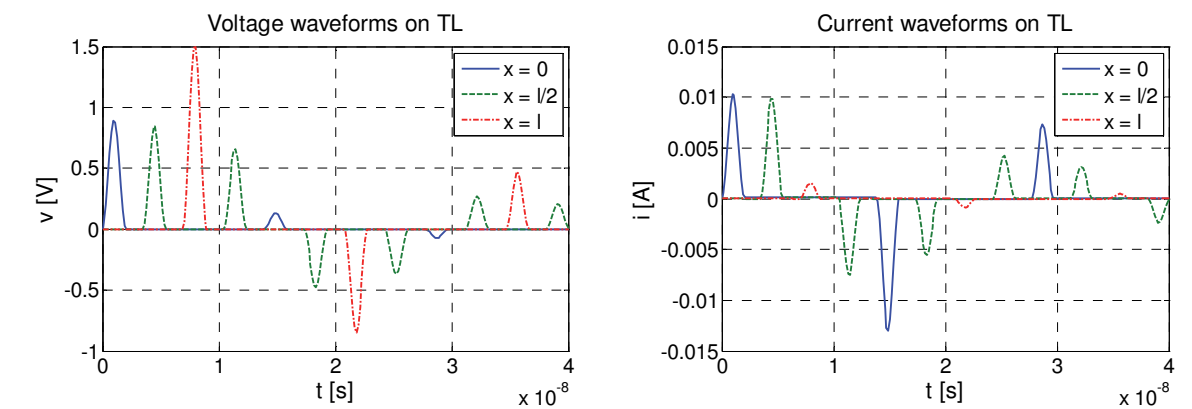 Voltage waveforms on TL
1.5
1
0.5
0
-0.5
-1
v [V]
0
1
2
3
4
t [s]
x 10^-8
x = 0
x = l/2
x = l
Current waveforms on TL
0.015
0.01
0.005
0
-0.005
-0.01
-0.015
i [A]
0
1
2
3
4
t [s]
x 10^-8
x = 0
x = l/2
x = l